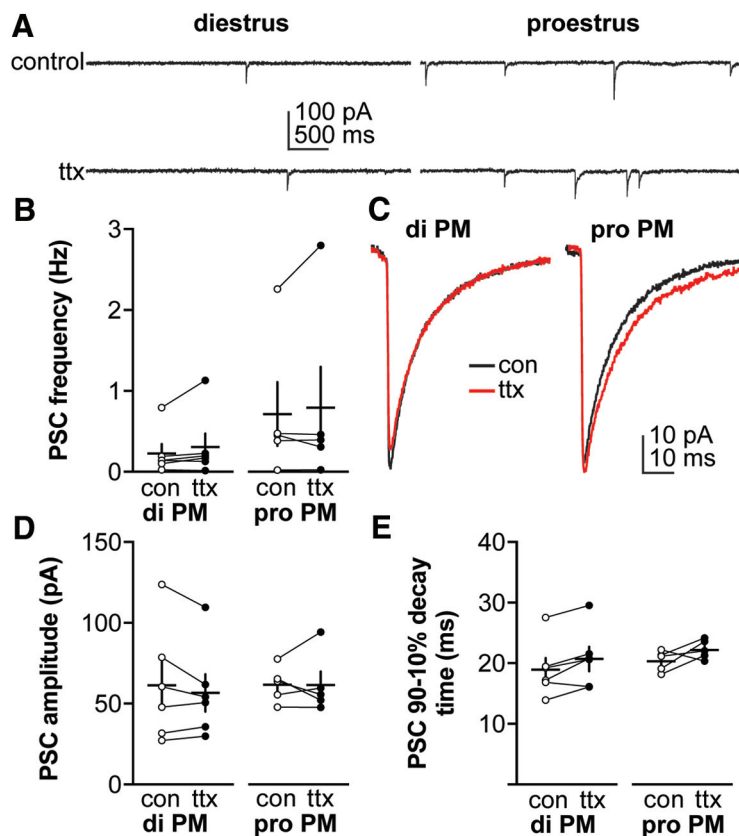 A
diestrus
proestrus
control
100 pA
500 ms
ttx
B
PSC frequency (Hz)
3
2
1
0
con ttx
di PM
con ttx
pro PM
C
di PM
pro PM
con
ttx
10 pA
10 ms
D
PSC amplitude (pA)
150
100
50
0
con ttx
di PM
con ttx
pro PM
E
PSC 90-10% decay
time (ms)
40
30
20
10
con ttx
di PM
con ttx
pro PM